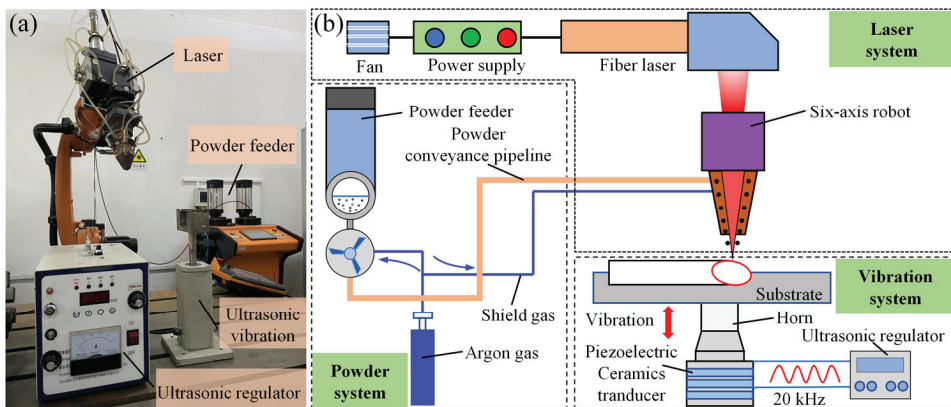 (a)
Laser
Powder feeder
Ultrasonic
vibration
Ultrasonic regulator
(b)
Fan
Power supply
Fiber laser
Laser
system
Six-axis robot
Powder feeder
Powder
conveyance pipeline
Shield gas
Argon gas
Powder
system
Vibration
system
Substrate
Vibration
Horn
Piezoelectric
Ceramics
tranducer
20 kHz
Ultrasonic regulator